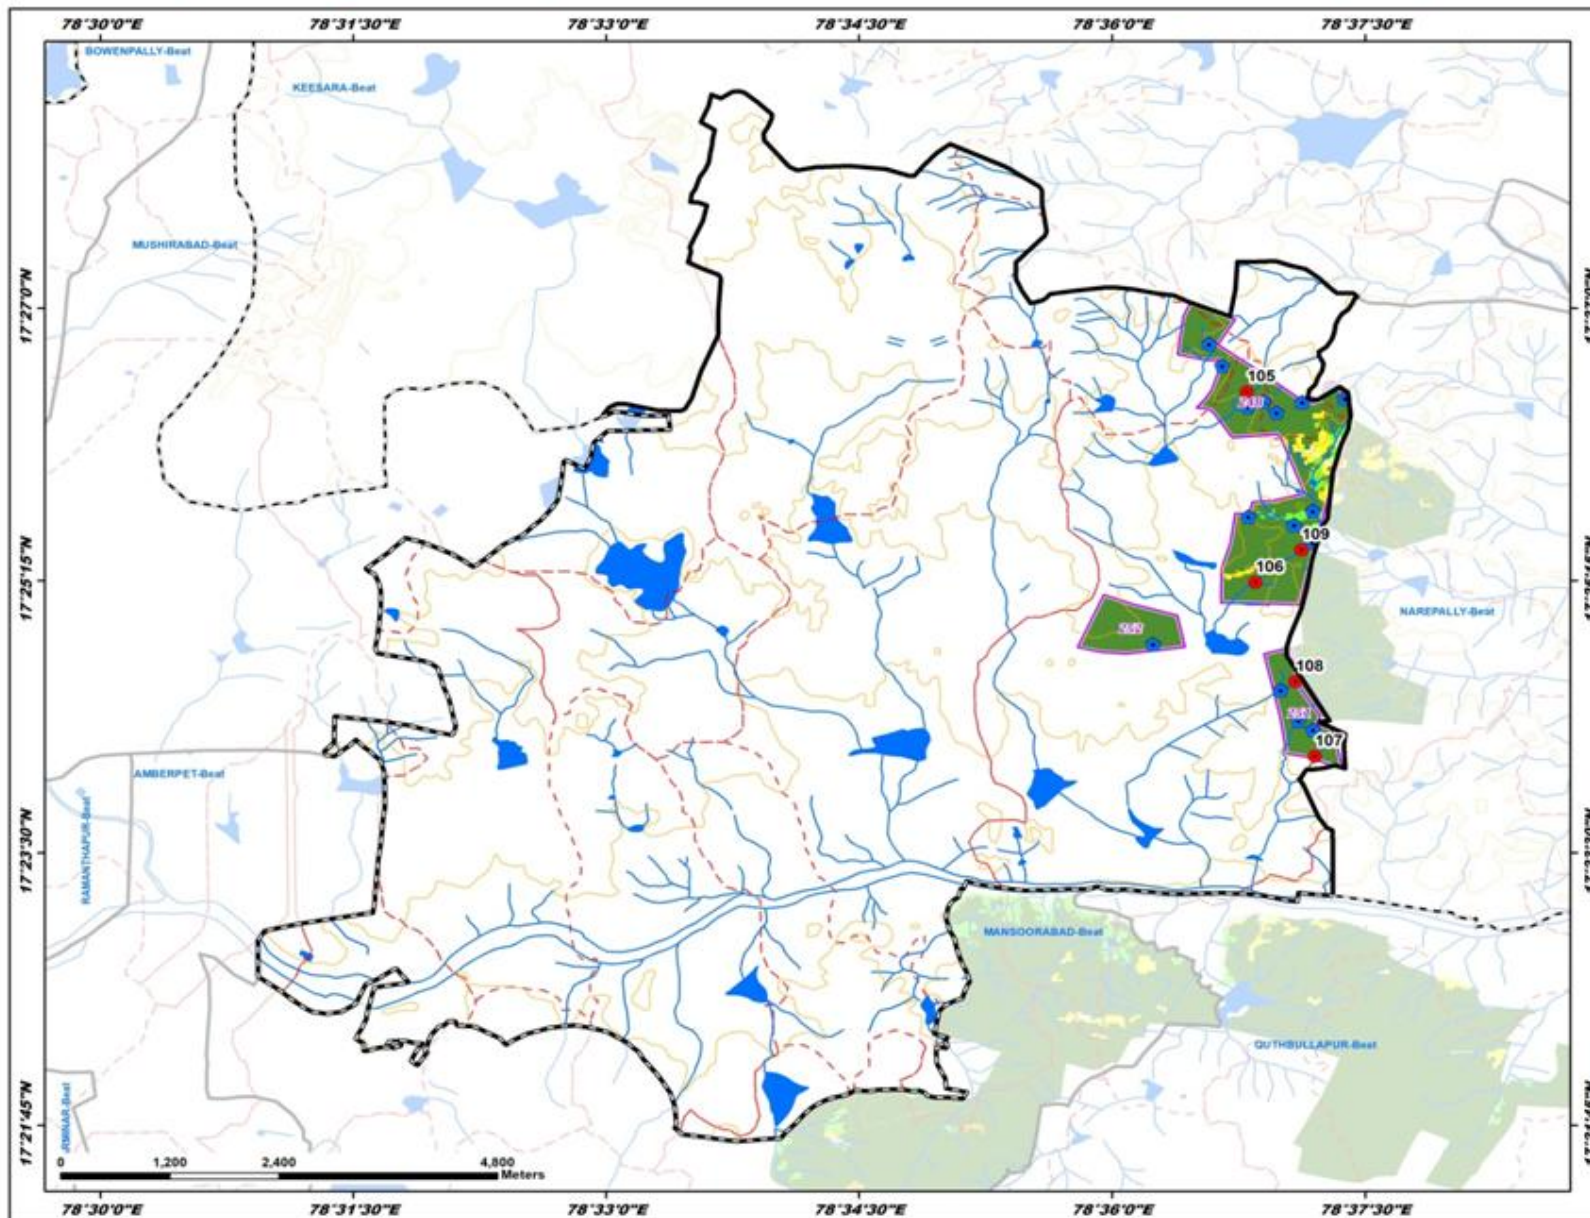 78°30'0"E 78°31'30"E 78°33'0"E 78°34'30"E 78°36'0"E 78°37'30"E
BOWENPALLY-Beat
KEESARA-Beat
MUSHIRABAD-Beat
17°27'0"N
105
109
17°25'15"N
106
NAREPALLY-Beat
252
108
251
107
AMBERPET-Beat
RAMANTHAPUR-Beat
17°23'30"N
MANSOORABAD-Beat
QUTHBULLAPUR-Beat
17°21'45"N
0 1,200 2,400 4,800
Meters
78°30'0"E 78°31'30"E 78°33'0"E 78°34'30"E 78°36'0"E 78°37'30"E